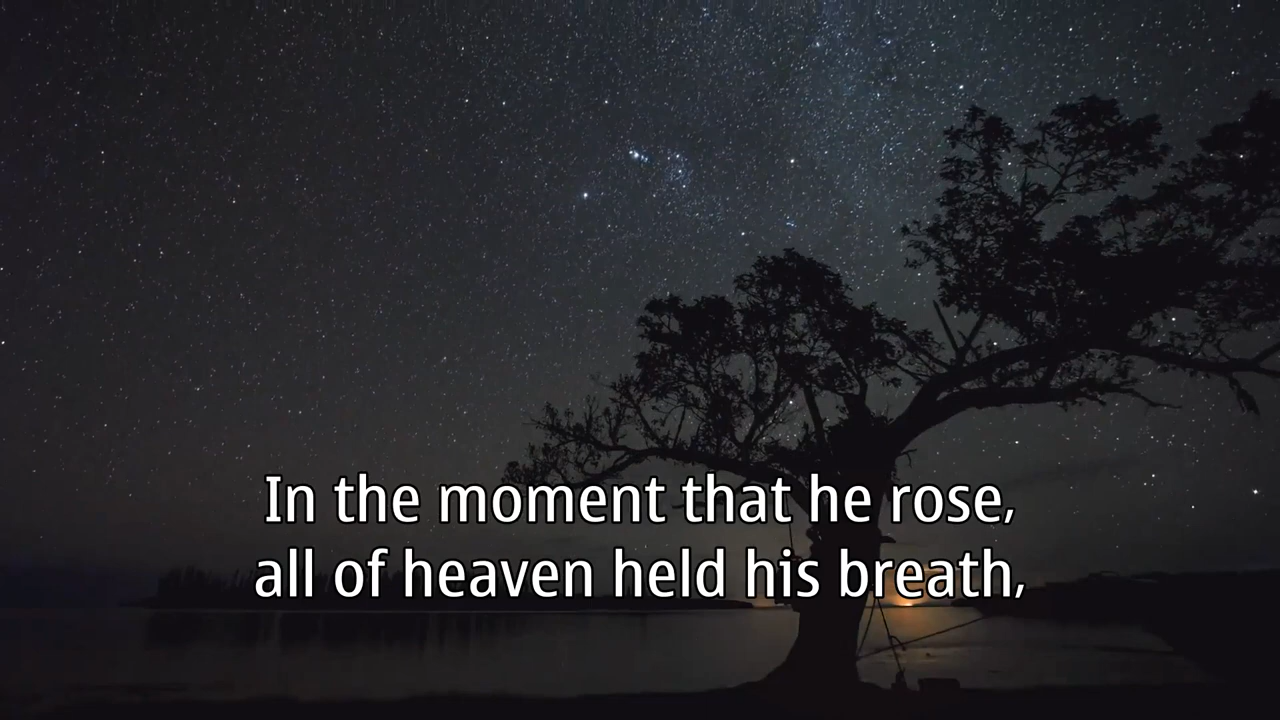 In the moment that he rose,
all of heaven held his breath,